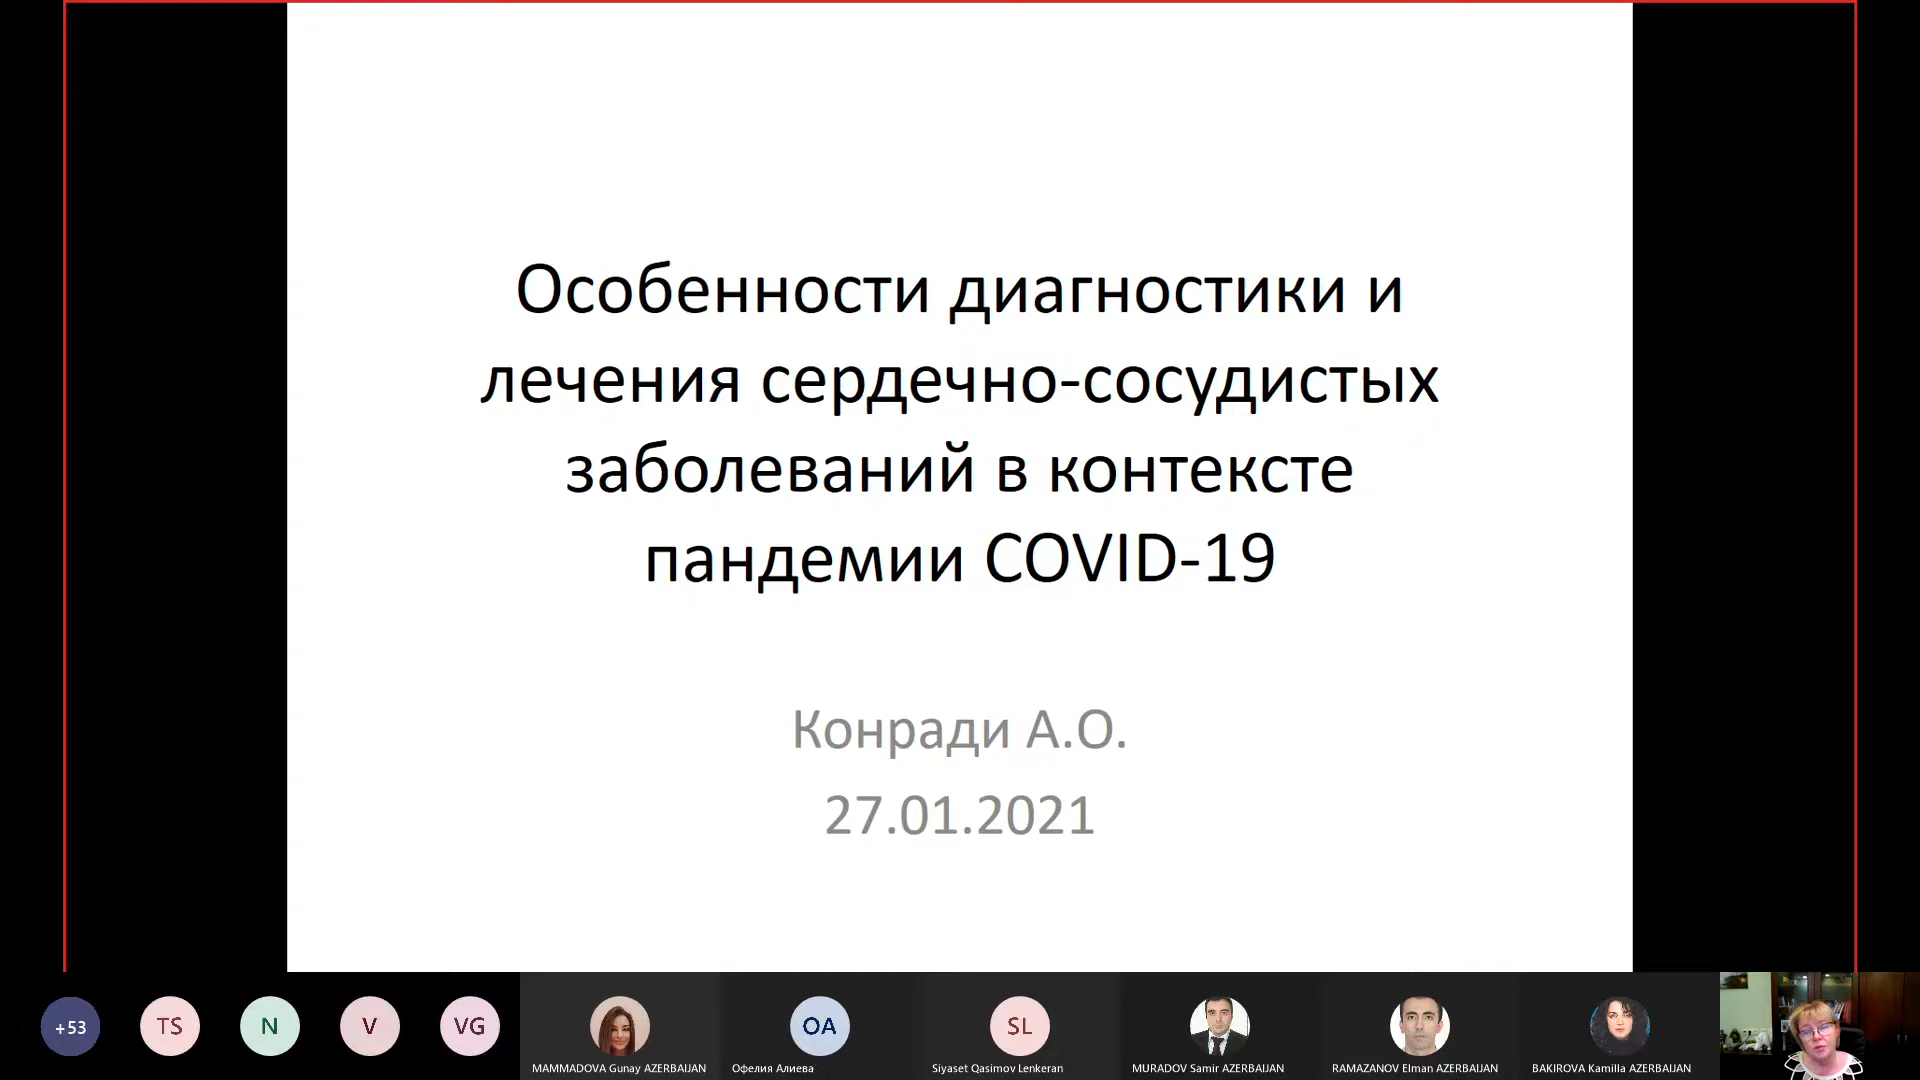 Особенности диагностики и
лечения сердечно-сосудистых
заболеваний в контексте
пандемии COVID-19
Конради А.О.
27.01.2021
+53
TS
N
V
VG
MAMMADOVA Gunay AZERBAIJAN
OA
Офелия Алиева
SL
Siyaset Qasimov Lenkeran
MURADOV Samir AZERBAIJAN
RAMAZANOV Elman AZERBAIJAN
BAKIROVA Kamilla AZERBAIJAN